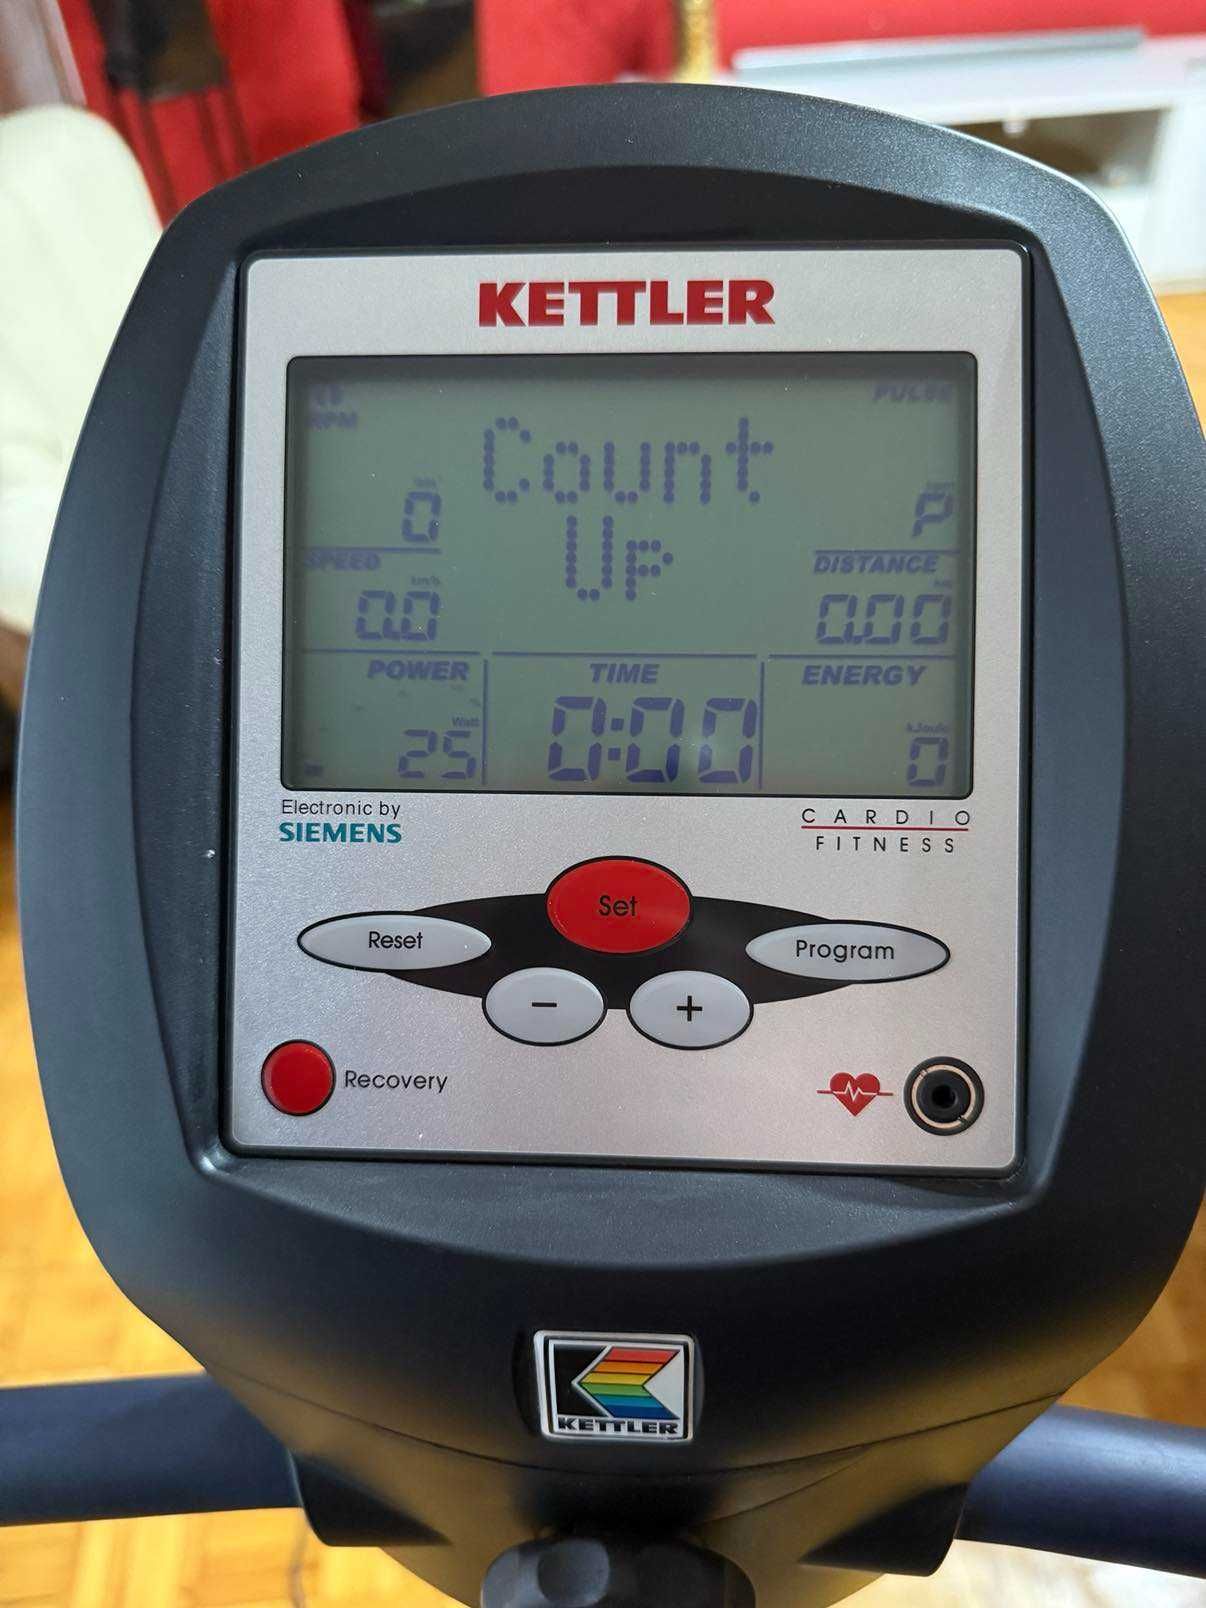 KETTLER
RPM
PULSE
Count
Up
0
P
SPEED
DISTANCE
km/h
0.0
0.00
POWER
TIME
ENERGY
Watt
kJoule
25
0:00
0
Electronic by
SIEMENS
CARDIO
FITNESS
Set
Reset
Program
−
+
Recovery
KETTLER